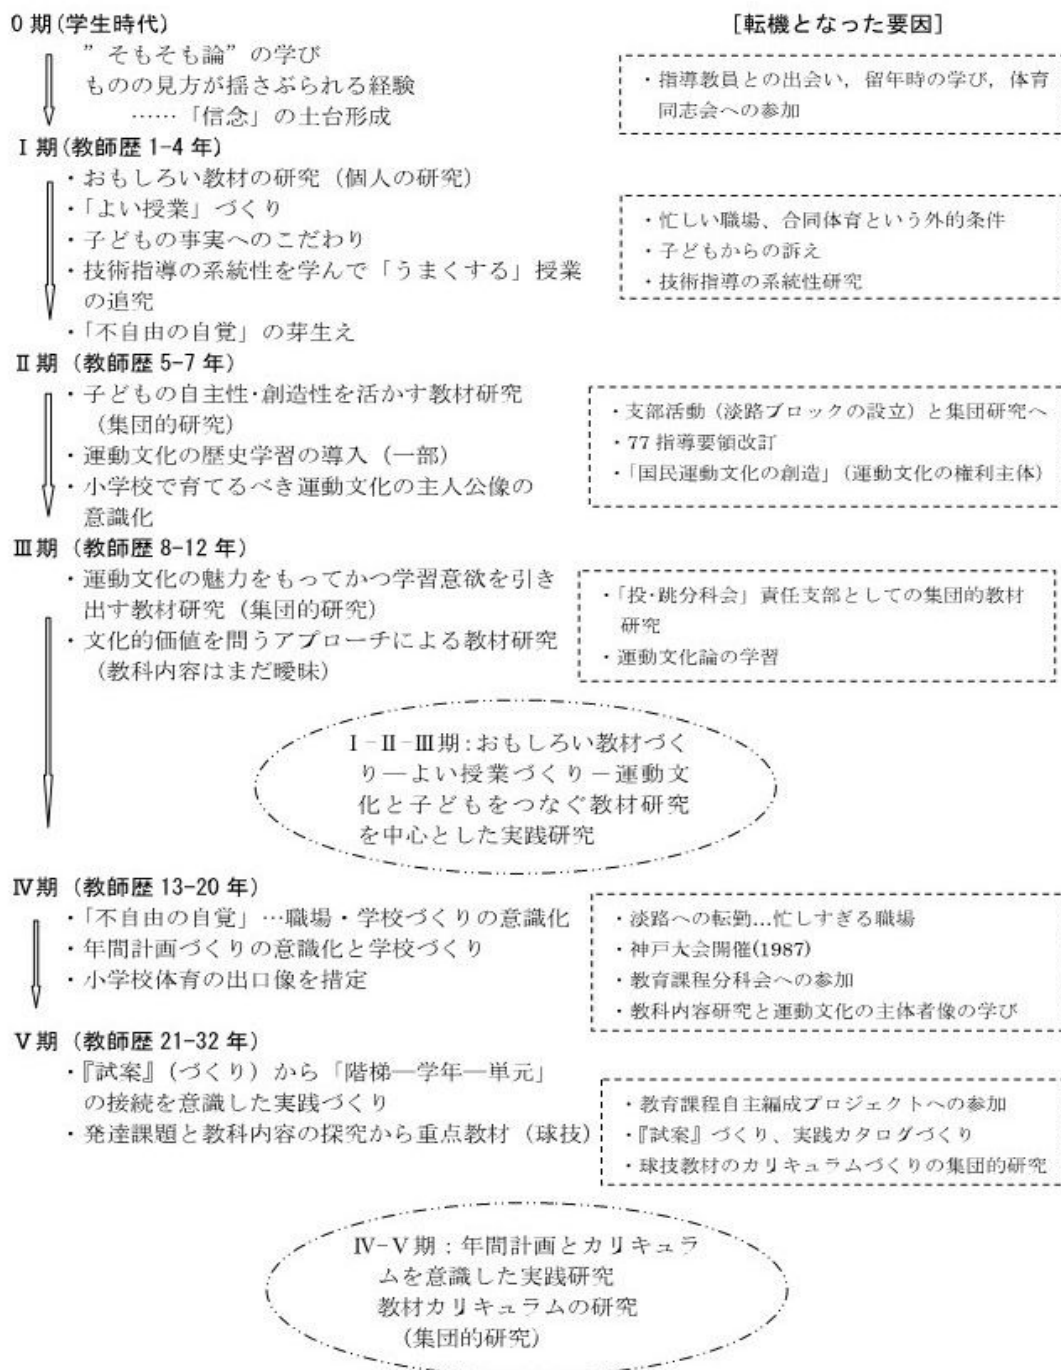 0期(学生時代)
[転機となった要因]
”そもそも論”の学び
ものの見方が揺さぶられる経験
……「信念」の土台形成
・指導教員との出会い，留年時の学び，体育
同志会への参加
Ⅰ期(教師歴 1-4 年)
・おもしろい教材の研究（個人の研究）
・「よい授業」づくり
・子どもの事実へのこだわり
・技術指導の系統性を学んで「うまくする」授業
の追究
・「不自由の自覚」の芽生え
・忙しい職場、合同体育という外的条件
・子どもからの訴え
・技術指導の系統性研究
Ⅱ期（教師歴 5-7 年）
・子どもの自主性・創造性を活かす教材研究
（集団的研究）
・運動文化の歴史学習の導入（一部）
・小学校で育てるべき運動文化の主人公像の
意識化
・支部活動（淡路ブロックの設立）と集団研究へ
・77 指導要領改訂
・「国民運動文化の創造」（運動文化の権利主体）
Ⅲ期（教師歴 8-12 年）
・運動文化の魅力をもってかつ学習意欲を引き
出す教材研究（集団的研究）
・文化的価値を問うアプローチによる教材研究
（教科内容はまだ曖昧）
・「投・跳分科会」責任支部としての集団的教材
研究
・運動文化論の学習
Ⅰ－Ⅱ－Ⅲ期：おもしろい教材づく
り―よい授業づくり－運動文
化と子どもをつなぐ教材研究
を中心とした実践研究
Ⅳ期（教師歴 13-20 年）
・「不自由の自覚」…職場・学校づくりの意識化
・年間計画づくりの意識化と学校づくり
・小学校体育の出口像を措定
・淡路への転勤…忙しすぎる職場
・神戸大会開催(1987)
・教育課程分科会への参加
・教科内容研究と運動文化の主体者像の学び
Ⅴ期（教師歴 21-32 年）
・『試案』（づくり）から「階梯―学年―単元」
の接続を意識した実践づくり
・発達課題と教科内容の探究から重点教材（球技）
・教育課程自主編成プロジェクトへの参加
・『試案』づくり、実践カタログづくり
・球技教材のカリキュラムづくりの集団的研究
Ⅳ-Ⅴ期：年間計画とカリキュラ
ムを意識した実践研究
教材カリキュラムの研究
（集団的研究）